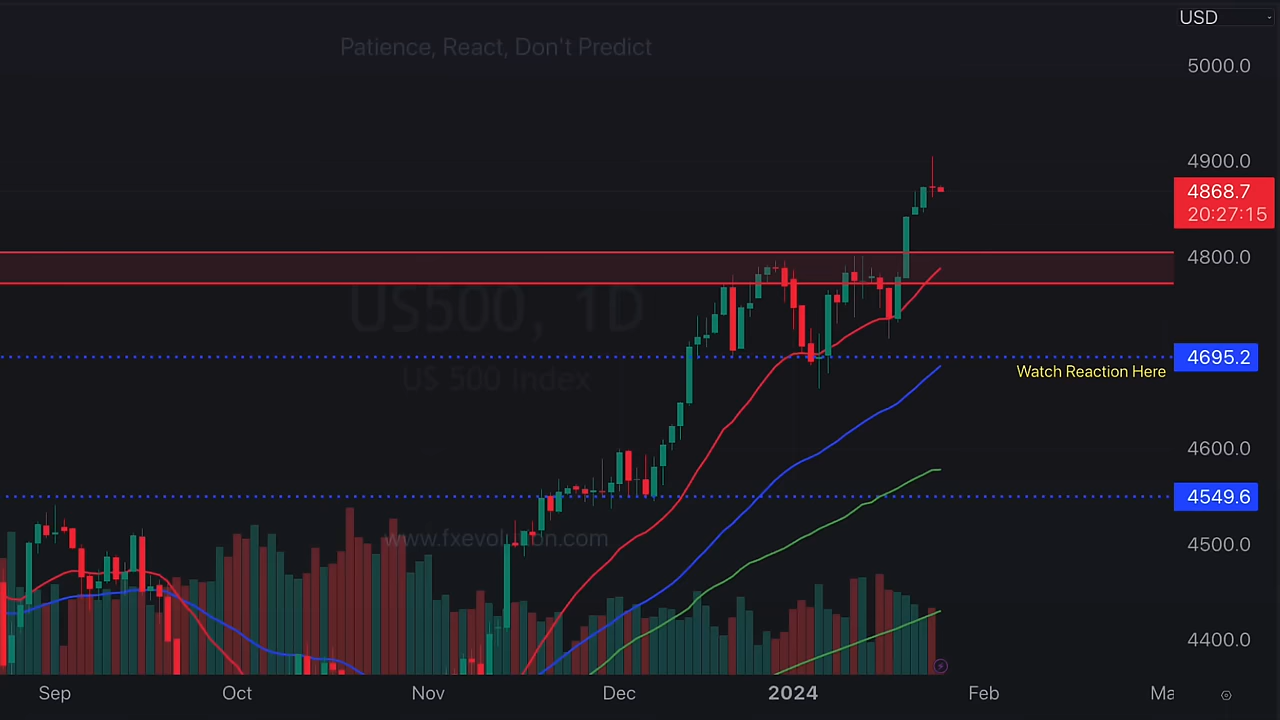 USD
Patience, React, Don't Predict
5000.0
4900.0
4868.7
20:27:15
4800.0
US500, 1D
US 500 Index
4695.2
Watch Reaction Here
4600.0
4549.6
4500.0
www.fxevolution.com
4400.0
Sep Oct Nov Dec 2024 Feb Ma